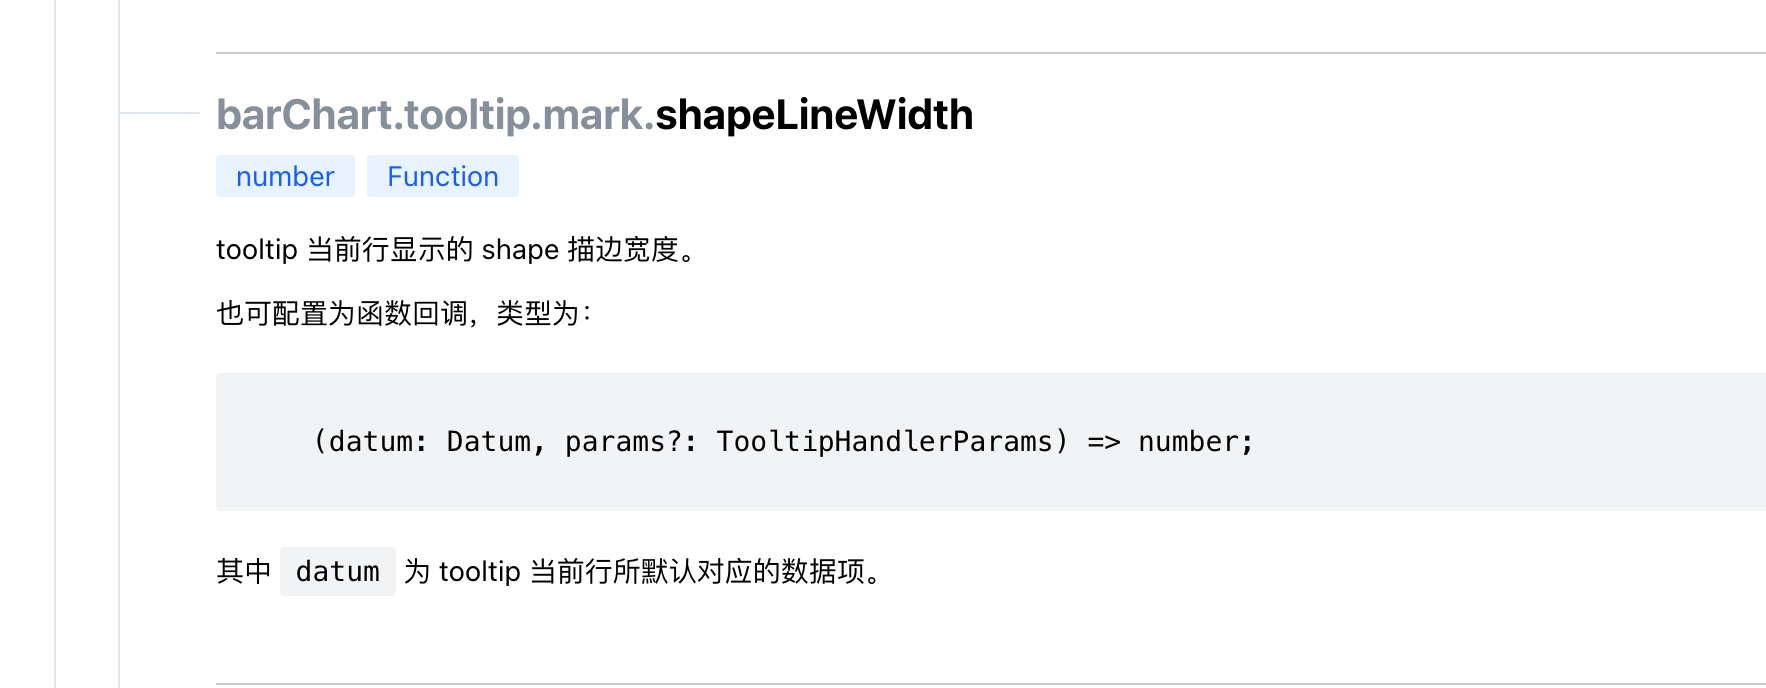 barChart.tooltip.mark.shapeLineWidth
number Function
tooltip 当前行显示的 shape 描边宽度。
也可配置为函数回调，类型为：
(datum: Datum, params?: TooltipHandlerParams) => number;
其中 datum 为 tooltip 当前行所默认对应的数据项。